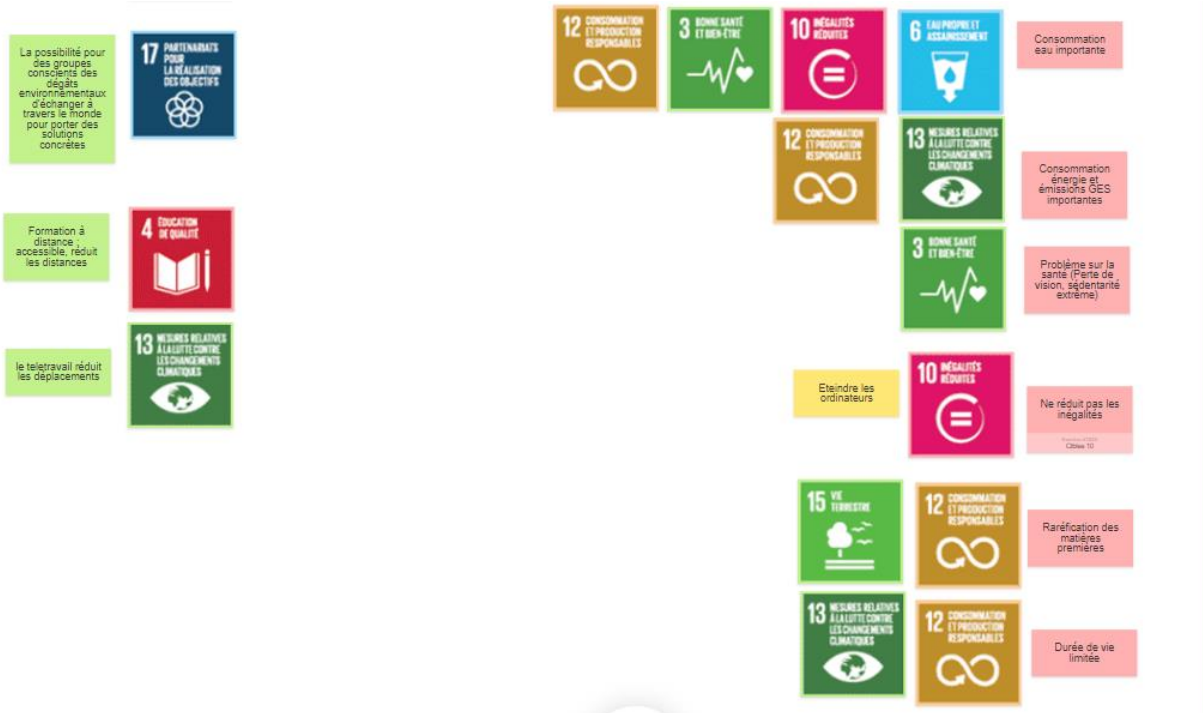 La possibilité pour
des groupes
conscients des
dégâts
environnementaux
d'échanger à
travers le monde
pour porter des
solutions
concrètes
17 PARTENARIATS
POUR
LA RÉALISATION
DES OBJECTIFS
Formation à
distance ;
accessible, réduit
les distances
4 ÉDUCATION
DE QUALITÉ
le teletravail réduit
les déplacements
13 MESURES RELATIVES
À LA LUTTE CONTRE
LES CHANGEMENTS
CLIMATIQUES
12 CONSOMMATION
ET PRODUCTION
RESPONSABLES
3 BONNE SANTÉ
ET BIEN-ÊTRE
10 INÉGALITÉS
RÉDUITES
6 EAU PROPRE ET
ASSAINISSEMENT
Consommation
eau importante
12 CONSOMMATION
ET PRODUCTION
RESPONSABLES
13 MESURES RELATIVES
À LA LUTTE CONTRE
LES CHANGEMENTS
CLIMATIQUES
Consommation
énergie et
émissions GES
importantes
3 BONNE SANTÉ
ET BIEN-ÊTRE
Problème sur la
santé (Perte de
vision, sédentarité
extrême)
Eteindre les
ordinateurs
10 INÉGALITÉS
RÉDUITES
Ne réduit pas les
inégalités
Cibles 10
15 VIE
TERRESTRE
12 CONSOMMATION
ET PRODUCTION
RESPONSABLES
Raréfication des
matières
premières
13 MESURES RELATIVES
À LA LUTTE CONTRE
LES CHANGEMENTS
CLIMATIQUES
12 CONSOMMATION
ET PRODUCTION
RESPONSABLES
Durée de vie
limitée